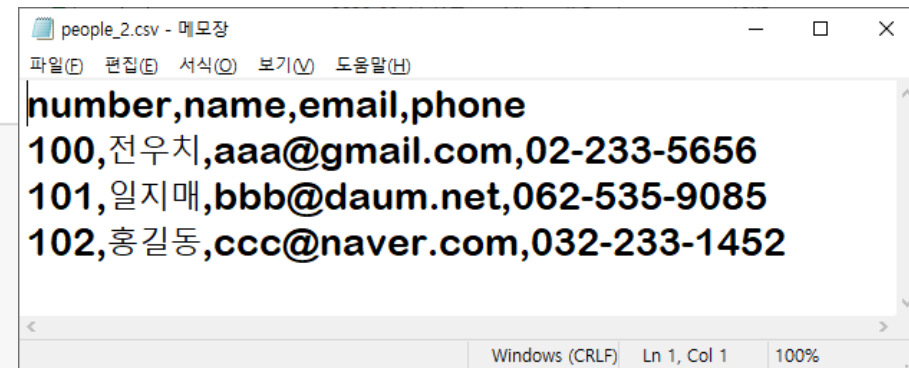 people_2.csv - 메모장
파일(F) 편집(E) 서식(O) 보기(V) 도움말(H)
number,name,email,phone
100,전우치,aaa@gmail.com,02-233-5656
101,일지매,bbb@daum.net,062-535-9085
102,홍길동,ccc@naver.com,032-233-1452
Windows (CRLF) Ln 1, Col 1 100%